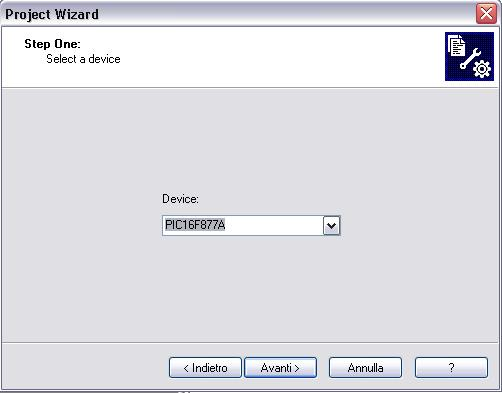 Project Wizard
Step One:
Select a device
Device:
PIC16F877A
< Indietro
Avanti >
Annulla
?